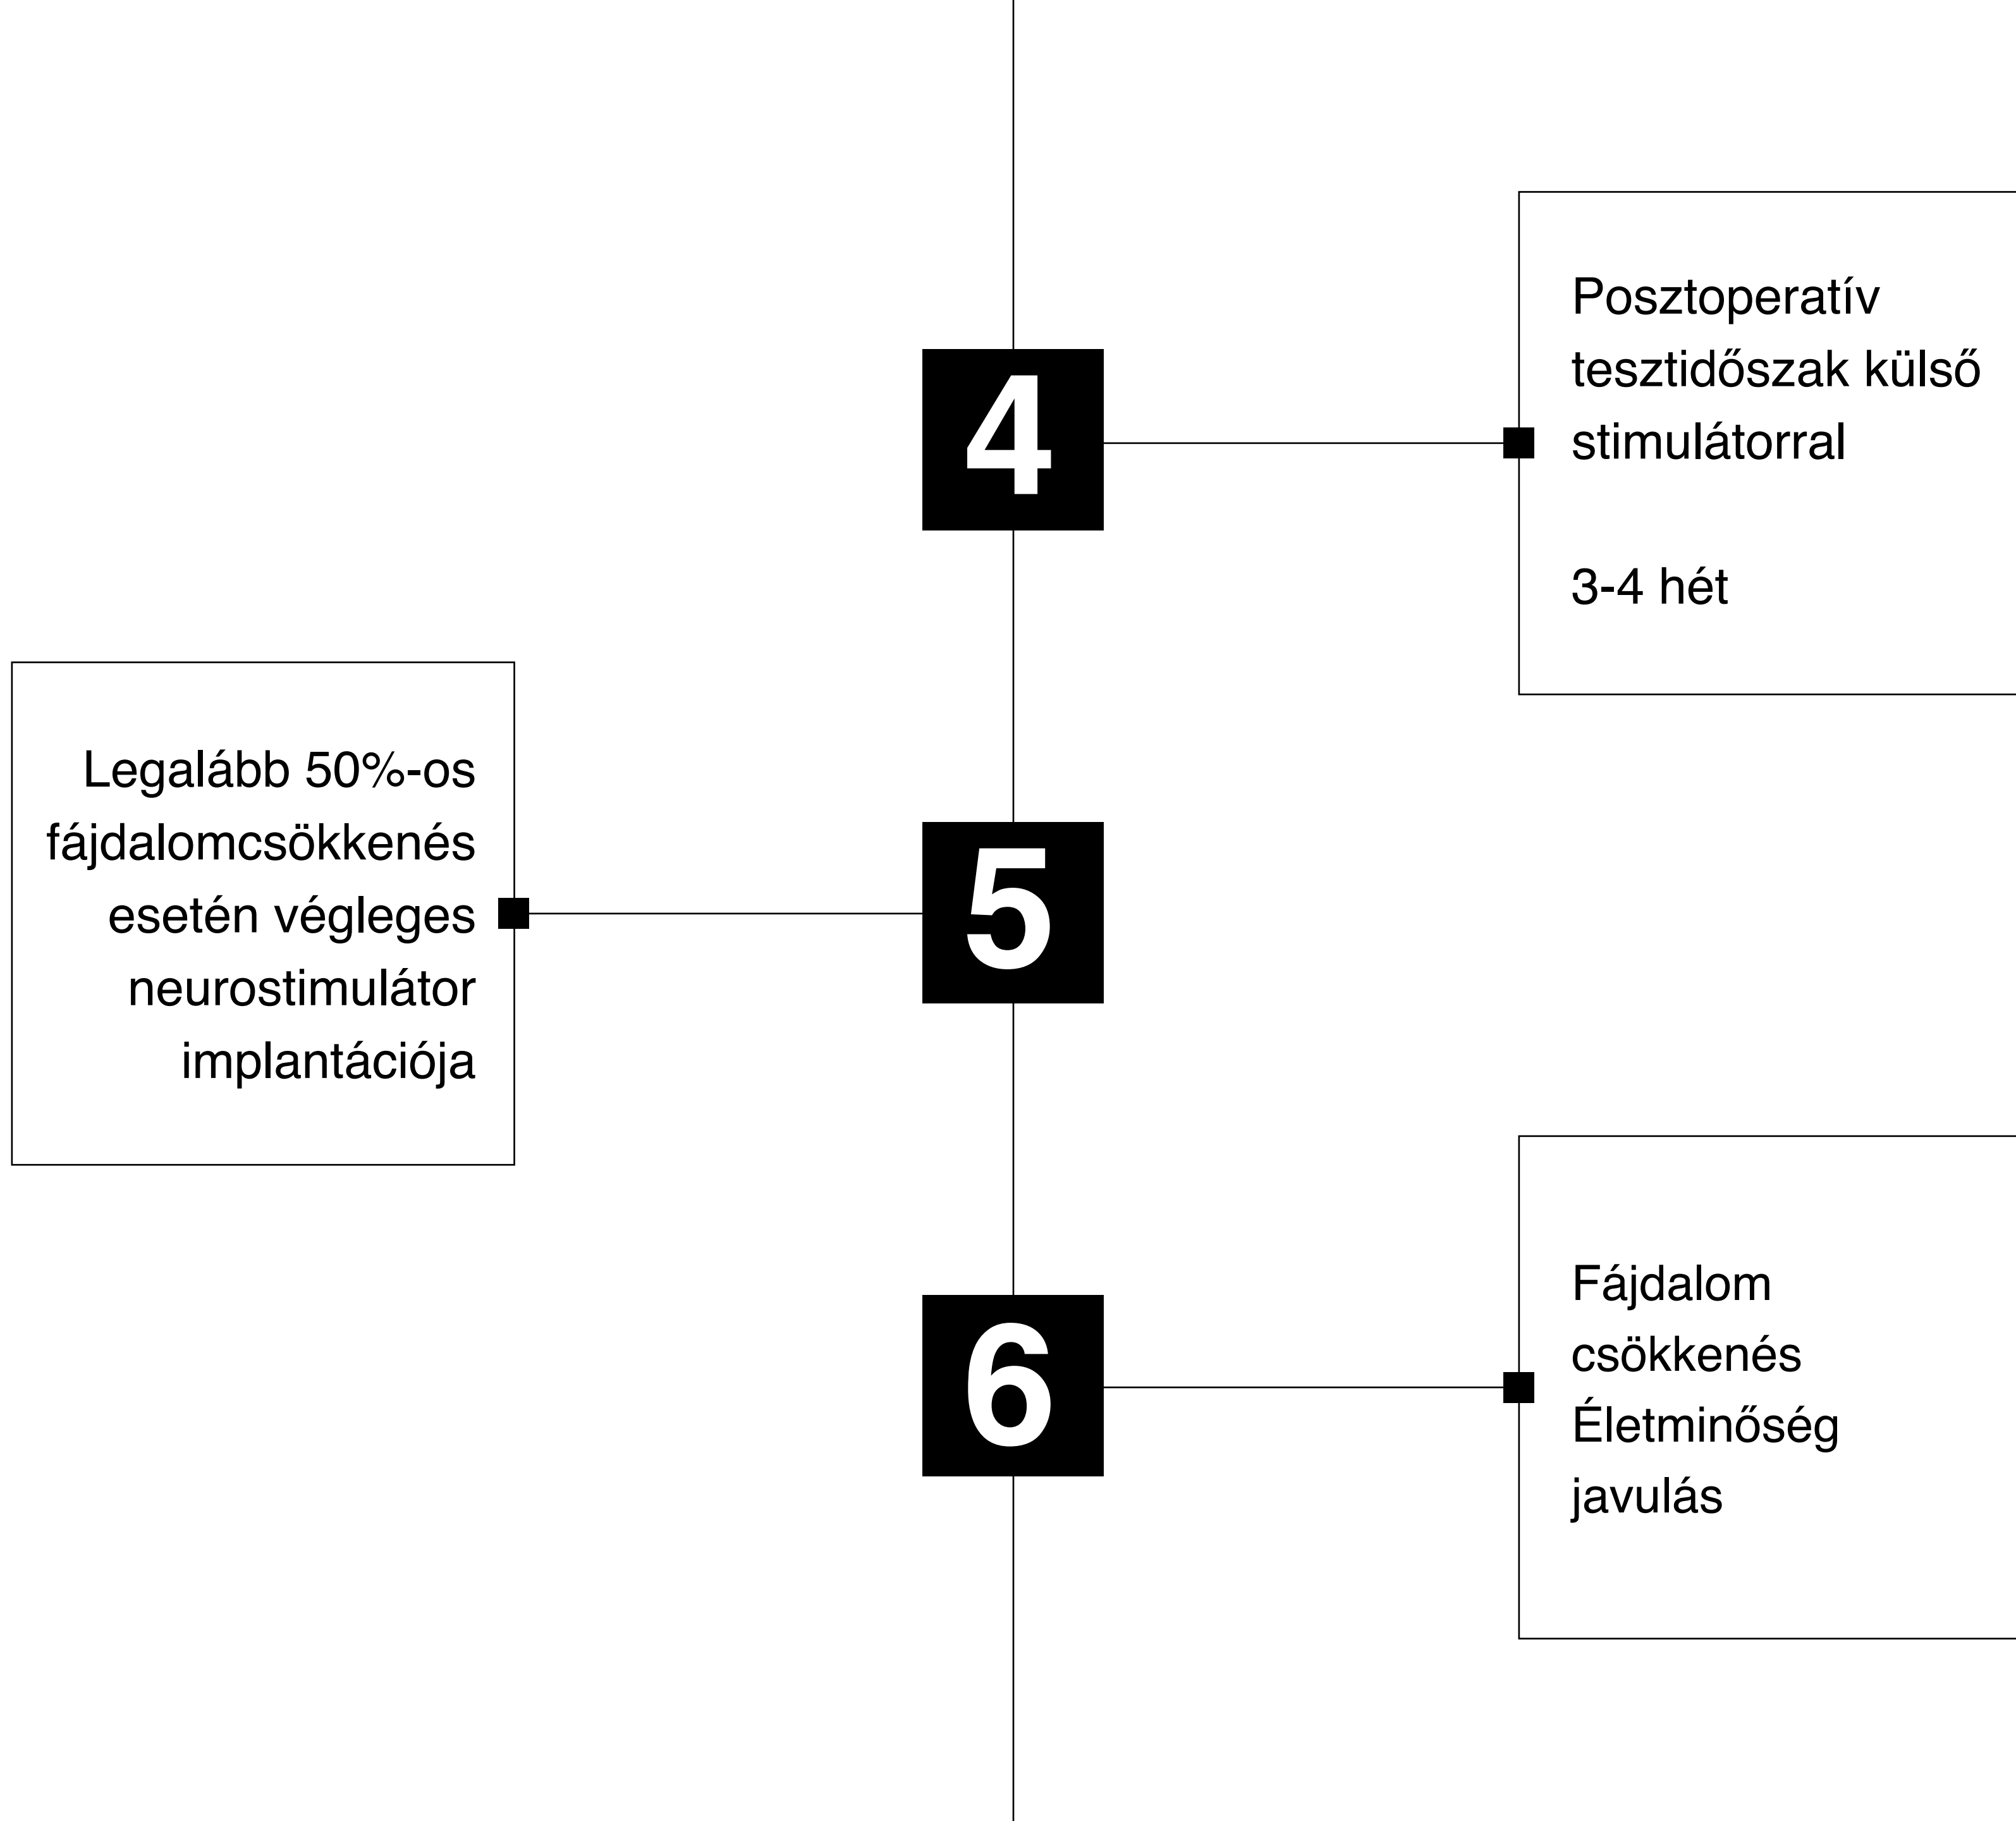 4
Posztoperatív
tesztidőszak külső
stimulátorral
3-4 hét
5
Legalább 50%-os
fájdalomcsökkenés
esetén végleges
neurostimulátor
implantációja
6
Fájdalom
csökkenés
Életminőség
javulás